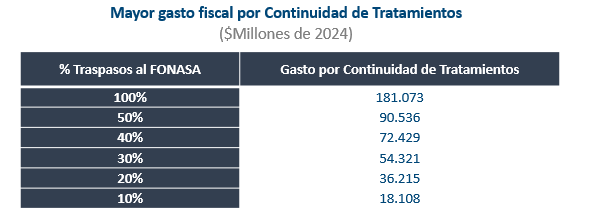 Mayor gasto fiscal por Continuidad de Tratamientos
($Millones de 2024)
% Traspasos al FONASA Gasto por Continuidad de Tratamientos
100% 181.073
50% 90.536
40% 72.429
30% 54.321
20% 36.215
10% 18.108